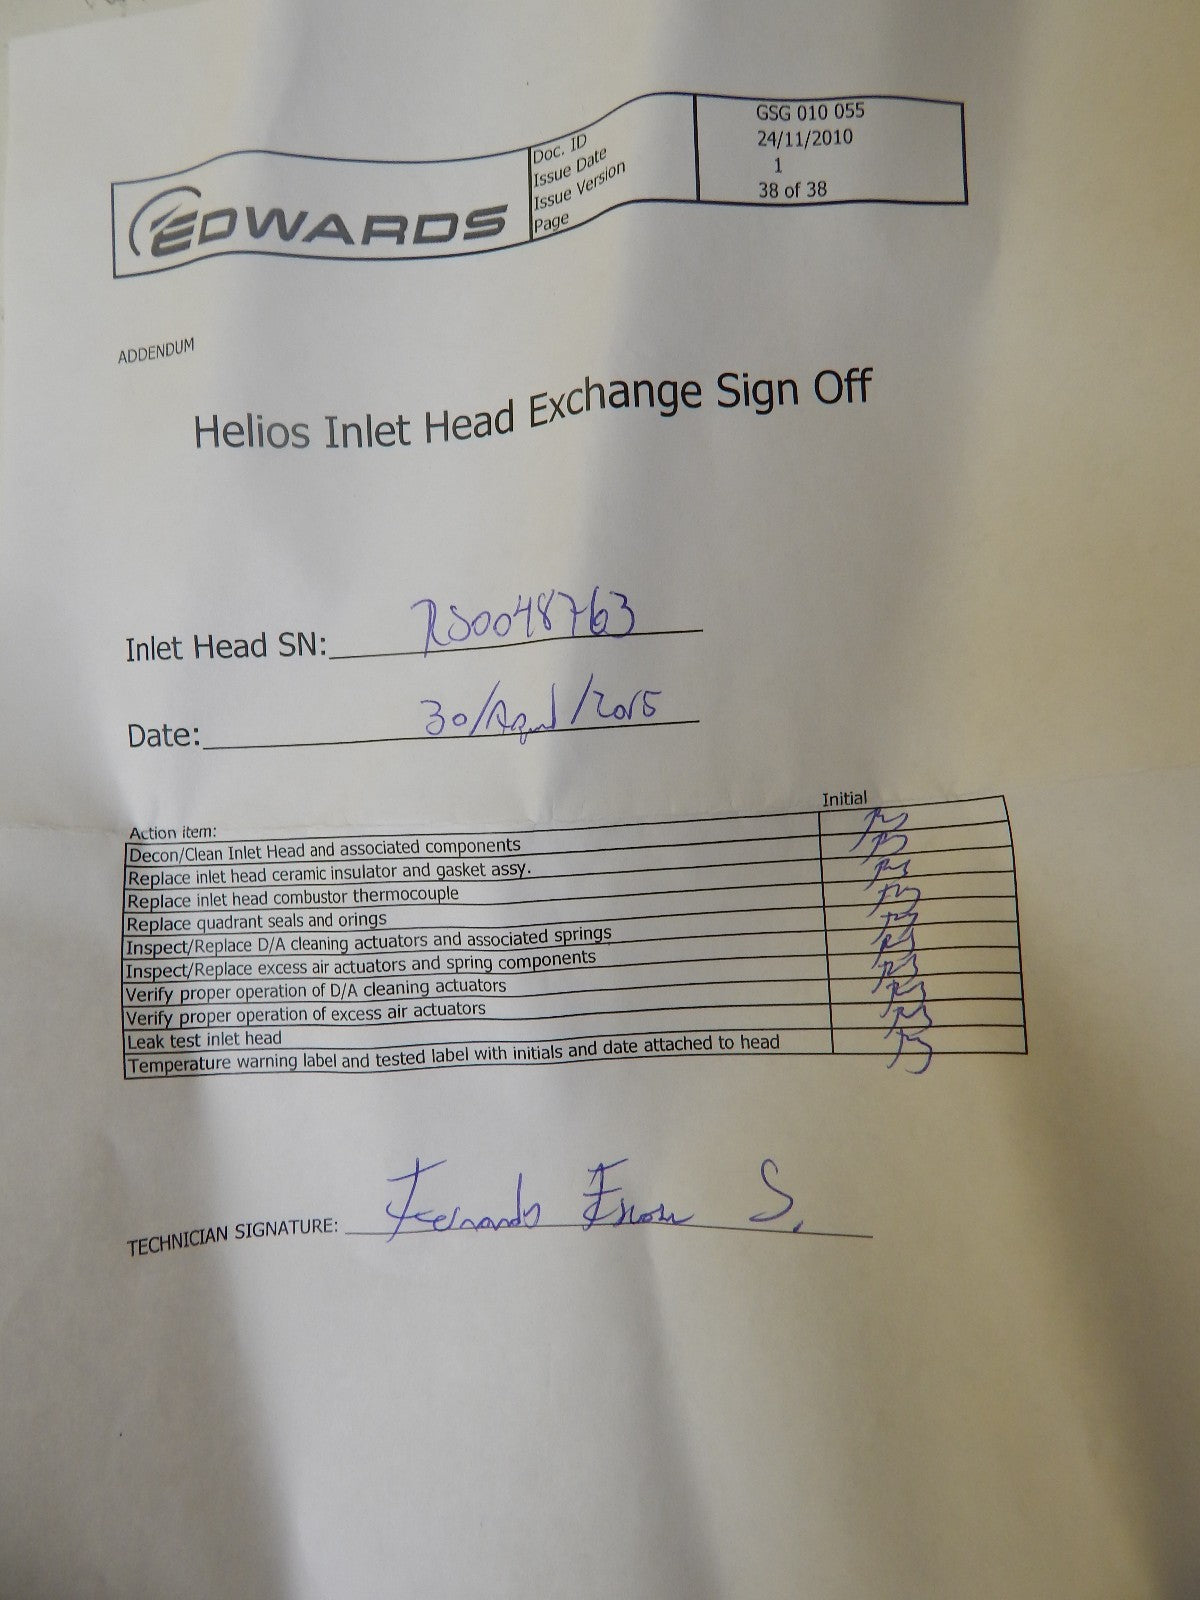 EDWARDS
Doc. ID GSG 010 055
Issue Date 24/11/2010
Issue Version 1
Page 38 of 38
ADDENDUM
Helios Inlet Head Exchange Sign Off
Inlet Head SN: RS0048763
Date: 30/April/2015
Action item: Initial
Decon/Clean Inlet Head and associated components
Replace inlet head ceramic insulator and gasket assy.
Replace inlet head combustor thermocouple
Replace quadrant seals and orings
Inspect/Replace D/A cleaning actuators and associated springs
Inspect/Replace excess air actuators and spring components
Verify proper operation of D/A cleaning actuators
Verify proper operation of excess air actuators
Leak test inlet head
Temperature warning label and tested label with initials and date attached to head
TECHNICIAN SIGNATURE: Fernando S.